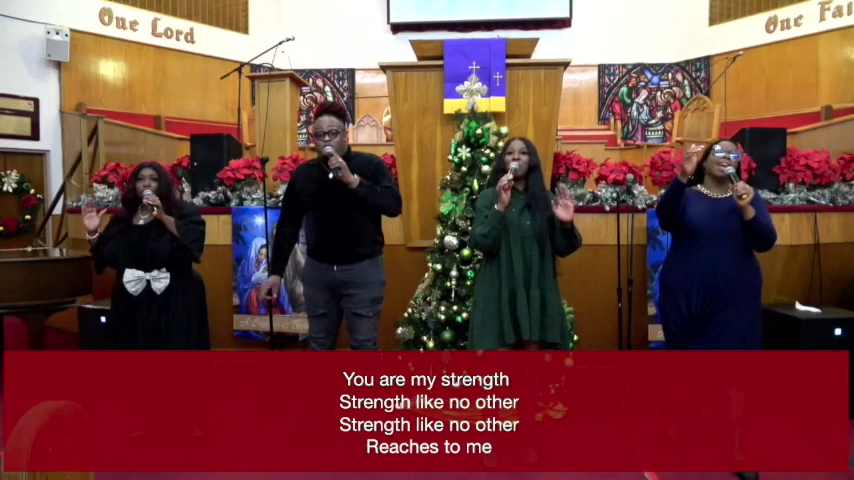 One Lord
One Fai
You are my strength
Strength like no other
Strength like no other
Reaches to me